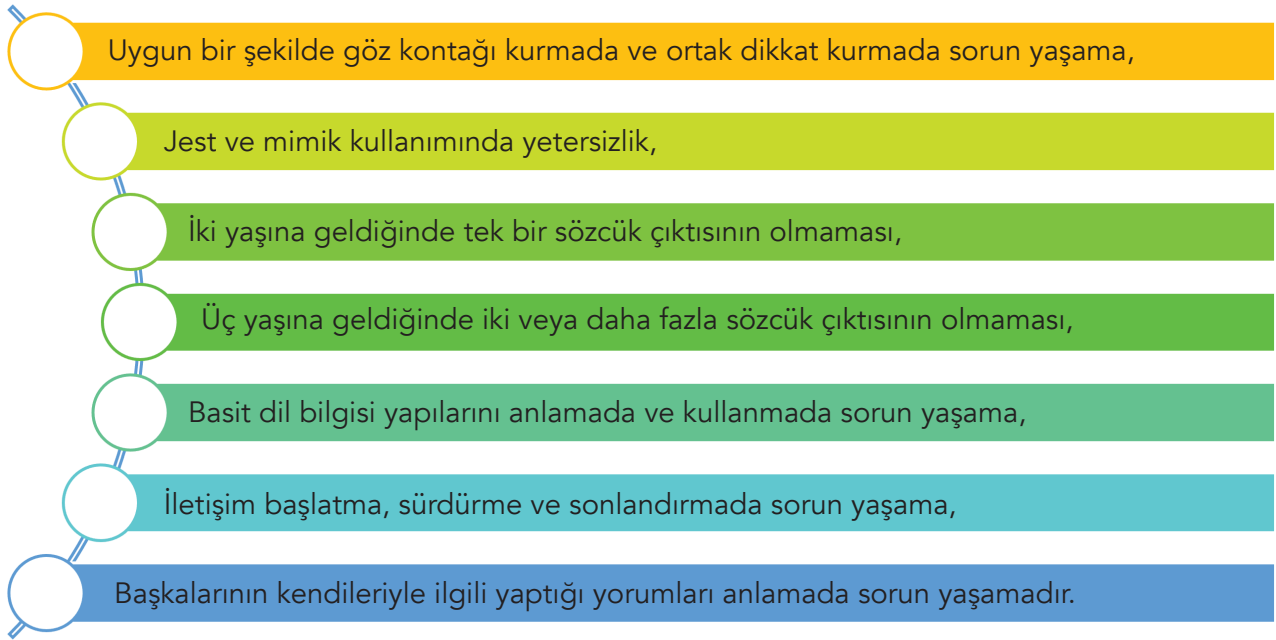 Uygun bir şekilde göz kontağı kurmada ve ortak dikkat kurmada sorun yaşama,
Jest ve mimik kullanımında yetersizlik,
İki yaşına geldiğinde tek bir sözcük çıktısının olmaması,
Üç yaşına geldiğinde iki veya daha fazla sözcük çıktısının olmaması,
Basit dil bilgisi yapılarını anlamada ve kullanmada sorun yaşama,
İletişim başlatma, sürdürme ve sonlandırmada sorun yaşama,
Başkalarının kendileriyle ilgili yaptığı yorumları anlamada sorun yaşamadır.